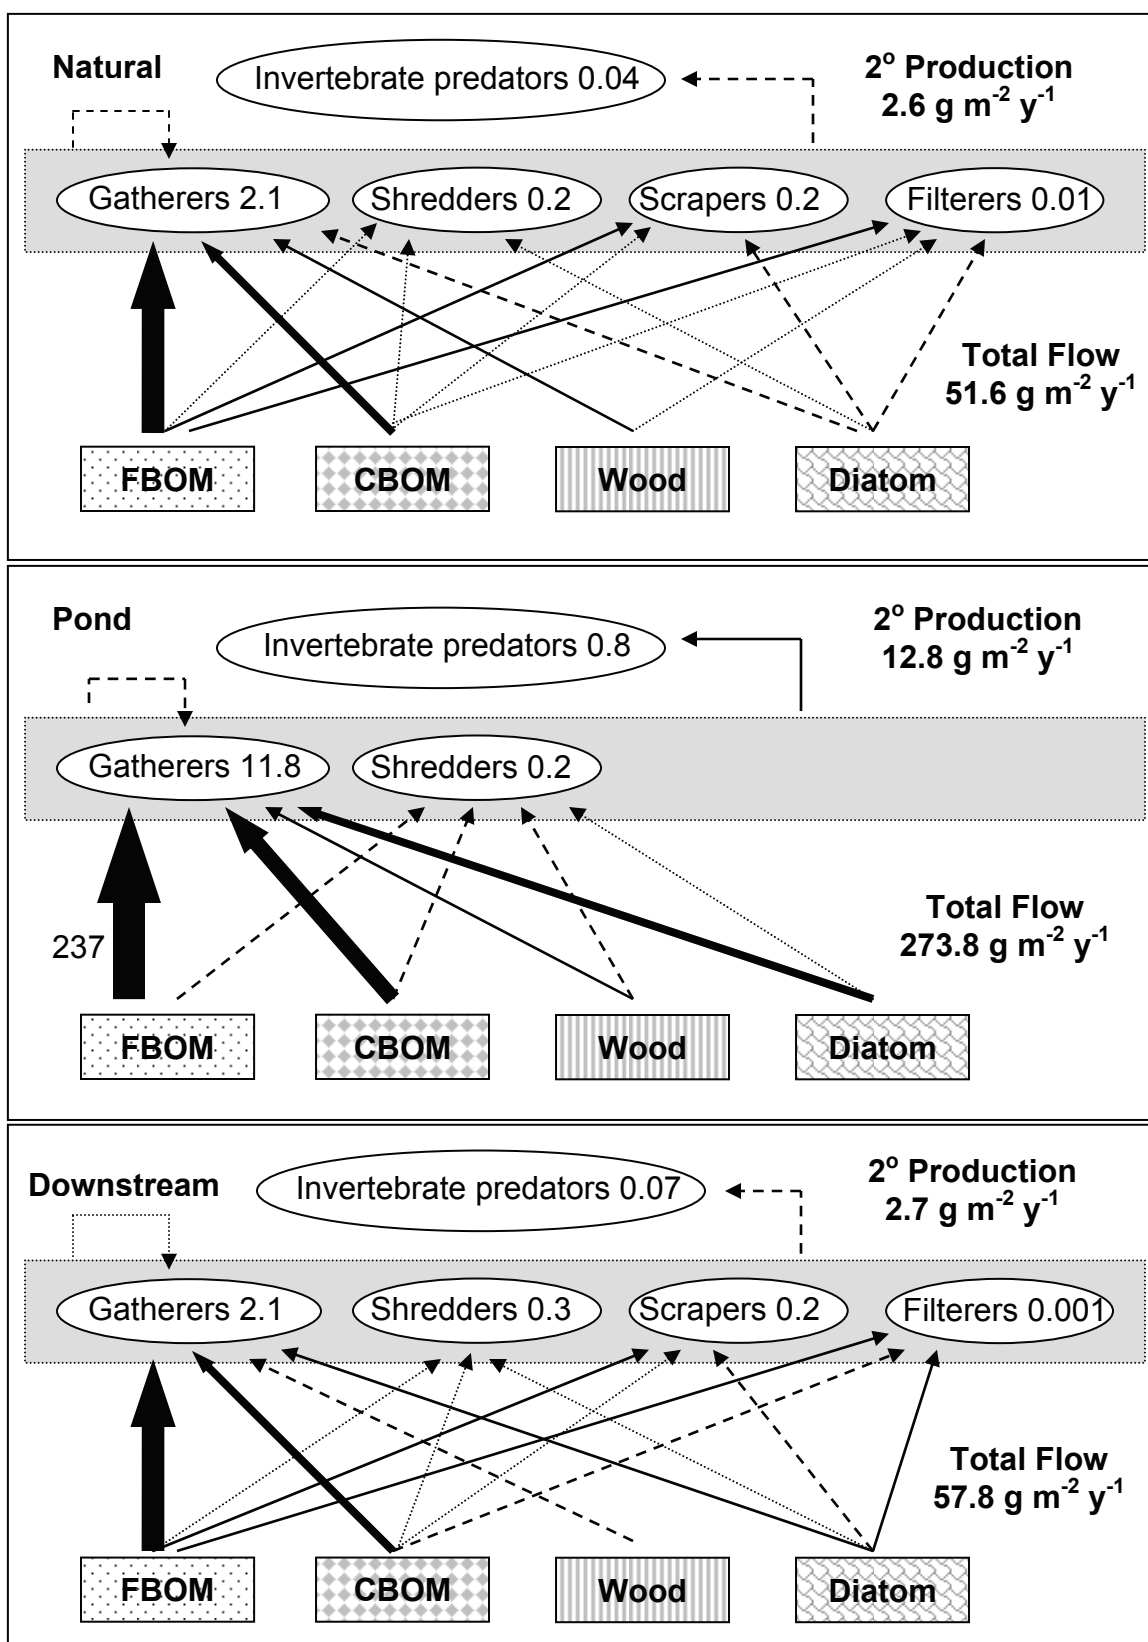 Natural
Invertebrate predators 0.04
2º Production
2.6 g m⁻² y⁻¹
Gatherers 2.1
Shredders 0.2
Scrapers 0.2
Filterers 0.01
Total Flow
51.6 g m⁻² y⁻¹
FBOM
CBOM
Wood
Diatom
Pond
Invertebrate predators 0.8
2º Production
12.8 g m⁻² y⁻¹
Gatherers 11.8
Shredders 0.2
237
Total Flow
273.8 g m⁻² y⁻¹
FBOM
CBOM
Wood
Diatom
Downstream
Invertebrate predators 0.07
2º Production
2.7 g m⁻² y⁻¹
Gatherers 2.1
Shredders 0.3
Scrapers 0.2
Filterers 0.001
Total Flow
57.8 g m⁻² y⁻¹
FBOM
CBOM
Wood
Diatom